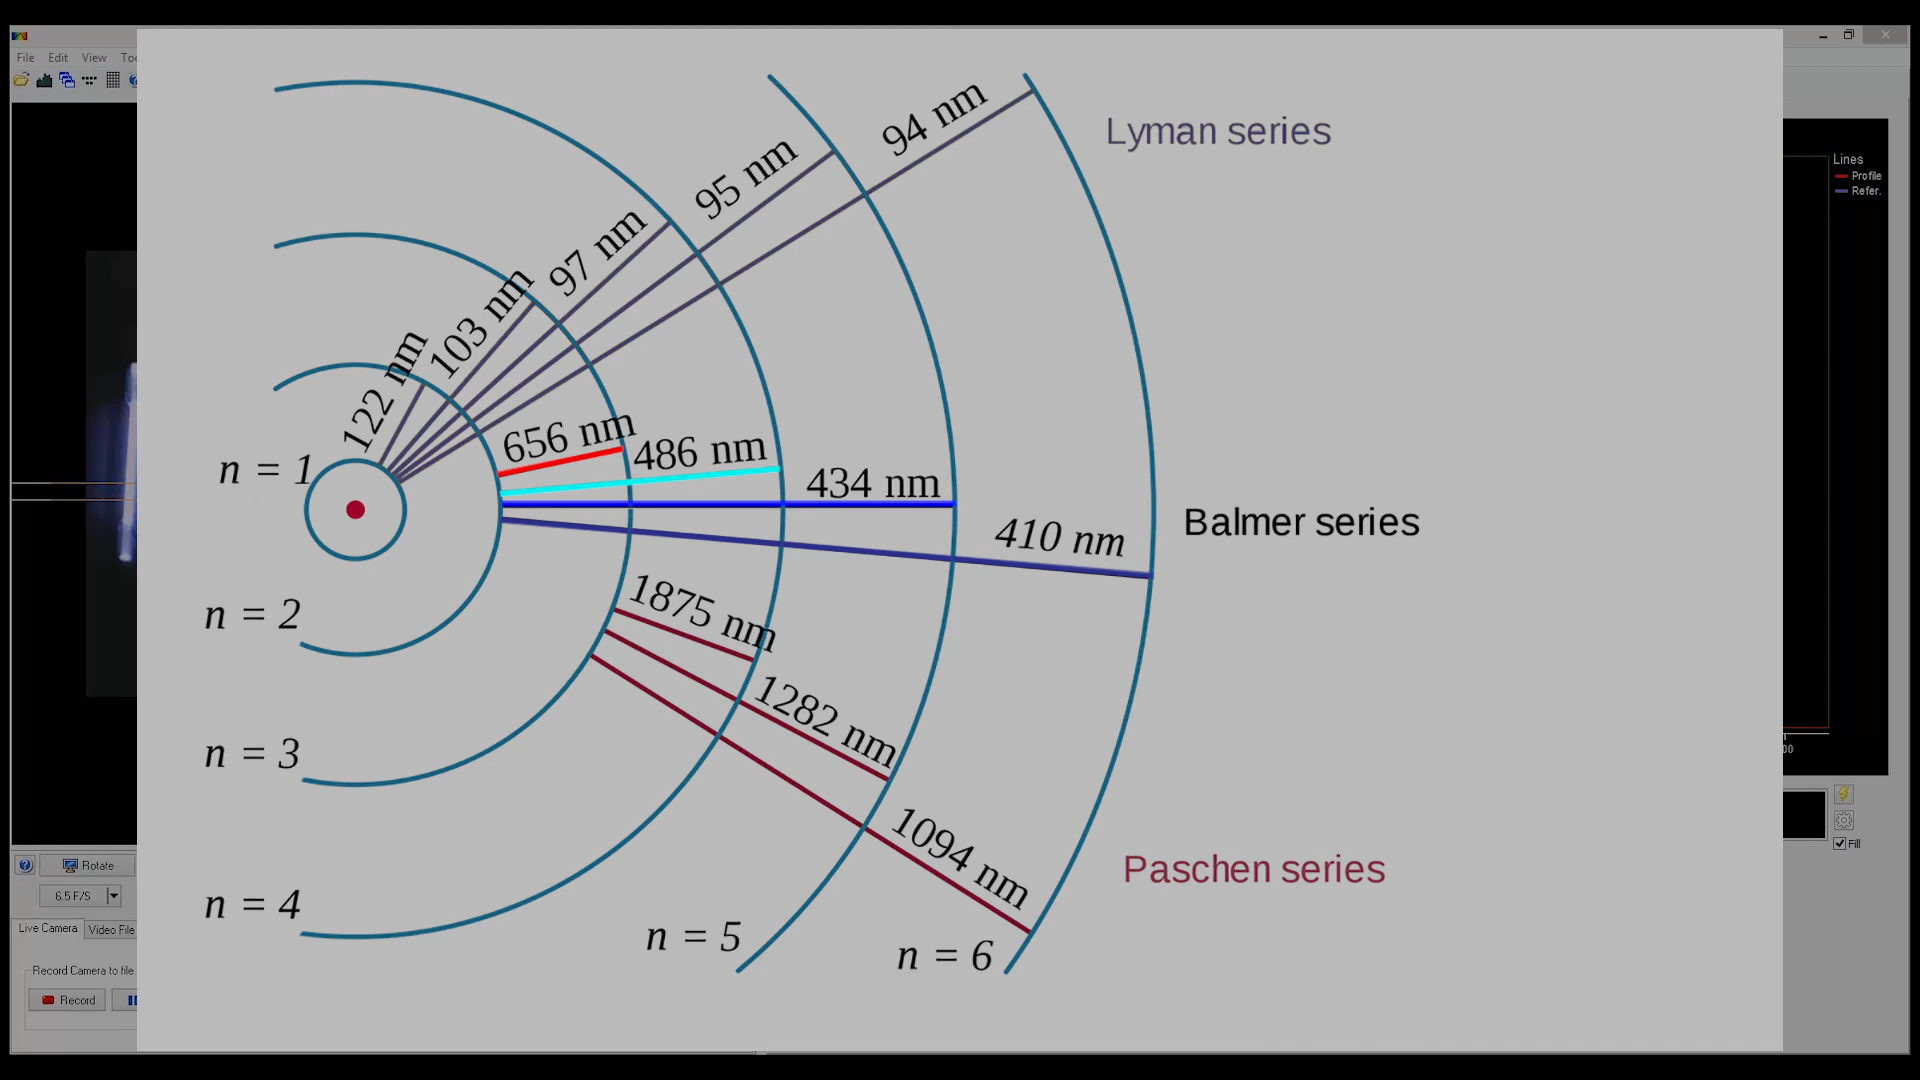 File Edit View Too
94 nm
Lyman series
95 nm
Lines
Profile
Refer.
97 nm
103 nm
122 nm
656 nm
486 nm
434 nm
n = 1
410 nm
Balmer series
1875 nm
n = 2
1282 nm
n = 3
00
1094 nm
Fill
Rotate
Paschen series
6.5 F/S
n = 4
Live Camera
Video File
n = 5
n = 6
Record Camera to file
Record